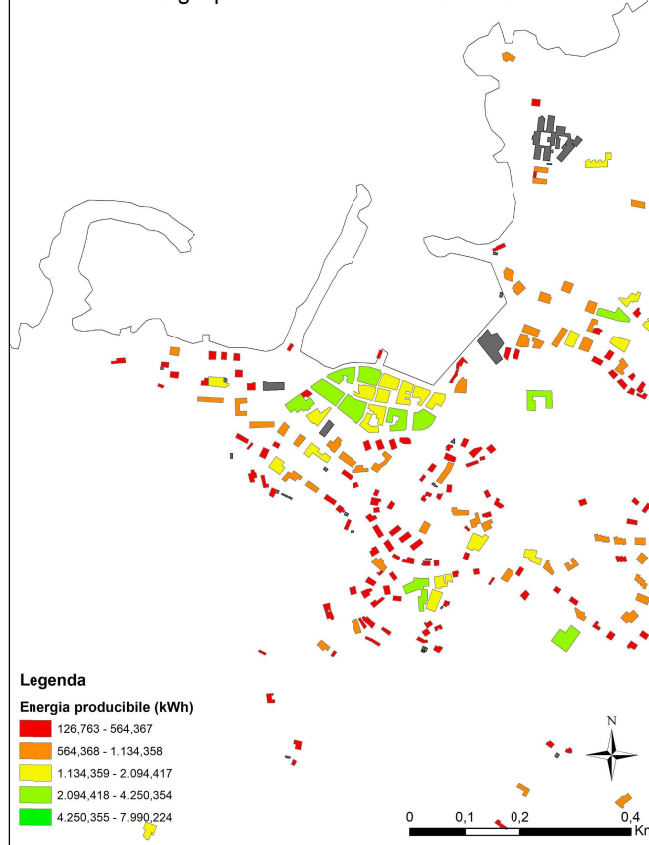 Legenda
Energia producibile (kWh)
126,763 - 564,367
564,368 - 1.134,358
1.134,359 - 2.094,417
2.094,418 - 4.250,354
4.250,355 - 7.990,224
N
0 0,1 0,2 0,4
Km